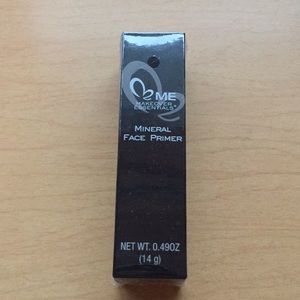 ME
MAKEOVER
ESSENTIALS
MINERAL
FACE PRIMER
NET WT. 0.49OZ
(14 g)